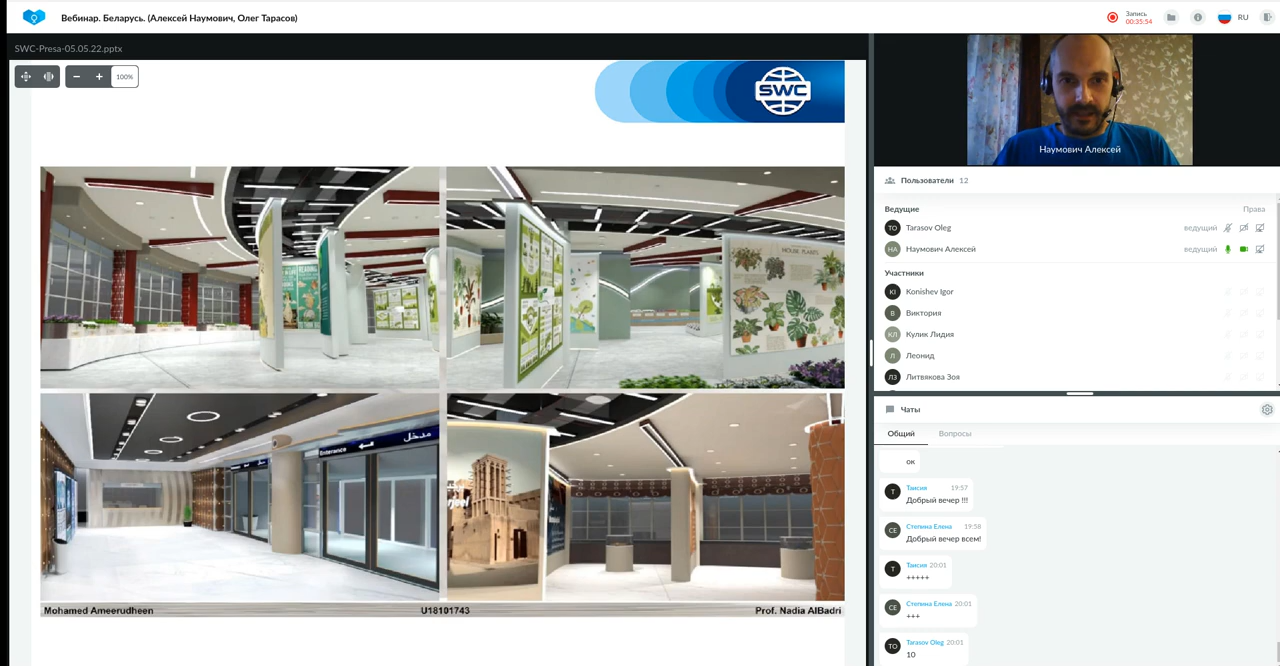 Вебинар. Беларусь. (Алексей Наумович, Олег Тарасов)
Запись
00:35:54
RU
SWC-Presa-05.05.22.pptx
100%
SWC
READING
HOUSE PLANTS
Enterance
مدخل
rjeel
Mohamed Ameerudheen
U18101743
Prof. Nadia AlBadri
Наумович Алексей
Пользователи 12
Ведущие
Права
TO
Tarasov Oleg
ведущий
НА
Наумович Алексей
ведущий
Участники
KI
Konishev Igor
В
Виктория
КЛ
Кулик Лидия
Л
Леонид
ЛЗ
Литвякова Зоя
Чаты
Общий
Вопросы
ок
Т
Таисия 19:57
Добрый вечер !!!
СЕ
Степина Елена 19:58
Добрый вечер всем!
Т
Таисия 20:01
+++++
СЕ
Степина Елена 20:01
+++
TO
Tarasov Oleg 20:01
10